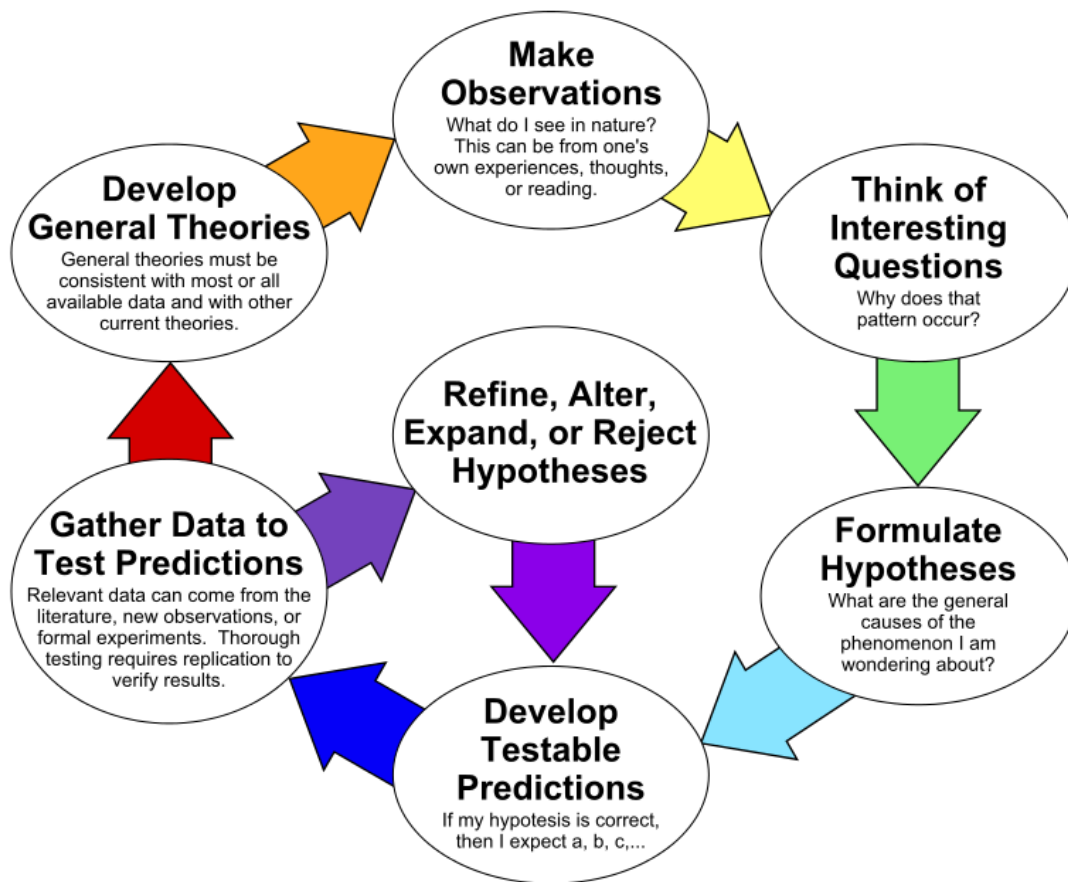 Make
Observations
What do I see in nature?
This can be from one's
own experiences, thoughts,
or reading.
Think of
Interesting
Questions
Why does that
pattern occur?
Formulate
Hypotheses
What are the general
causes of the
phenomenon I am
wondering about?
Develop
Testable
Predictions
If my hypotesis is correct,
then I expect a, b, c,...
Gather Data to
Test Predictions
Relevant data can come from the
literature, new observations, or
formal experiments. Thorough
testing requires replication to
verify results.
Refine, Alter,
Expand, or Reject
Hypotheses
Develop
General Theories
General theories must be
consistent with most or all
available data and with other
current theories.